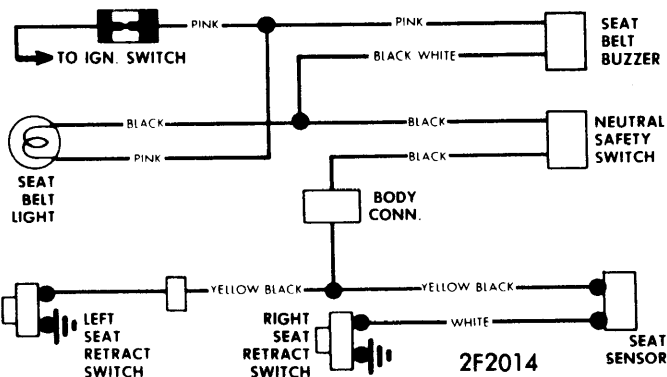 PINK
PINK
SEAT
BELT
BUZZER
TO IGN. SWITCH
BLACK WHITE
BLACK
BLACK
NEUTRAL
SAFETY
SWITCH
PINK
BLACK
SEAT
BELT
LIGHT
BODY
CONN.
YELLOW BLACK
YELLOW BLACK
LEFT
SEAT
RETRACT
SWITCH
RIGHT
SEAT
RETRACT
SWITCH
WHITE
SEAT
SENSOR
2F2014